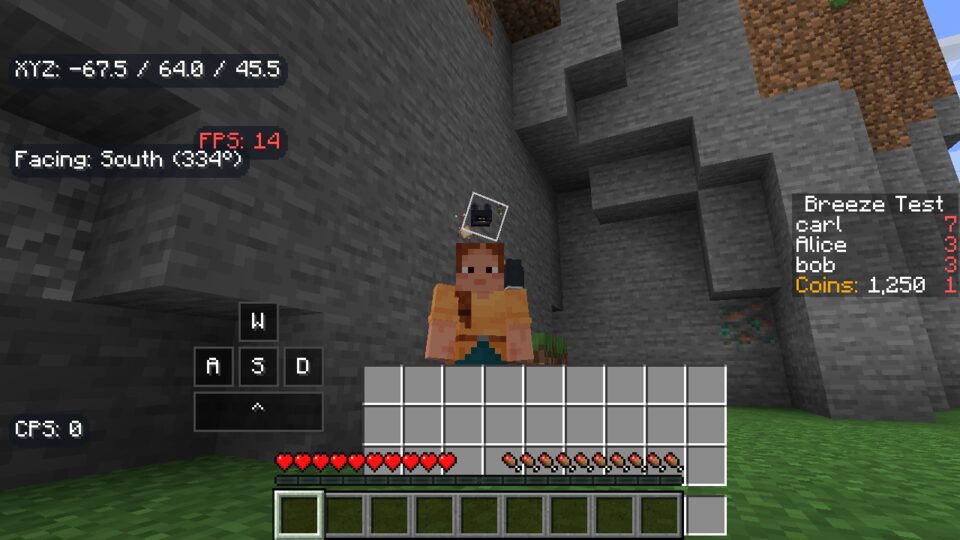 XYZ: -67.5 / 64.0 / 45.5
FPS: 14
Facing: South (334°)
Breeze Test
carl 7
Alice 3
bob 3
Coins: 1,250 1
W
A S D
^
CPS: 0